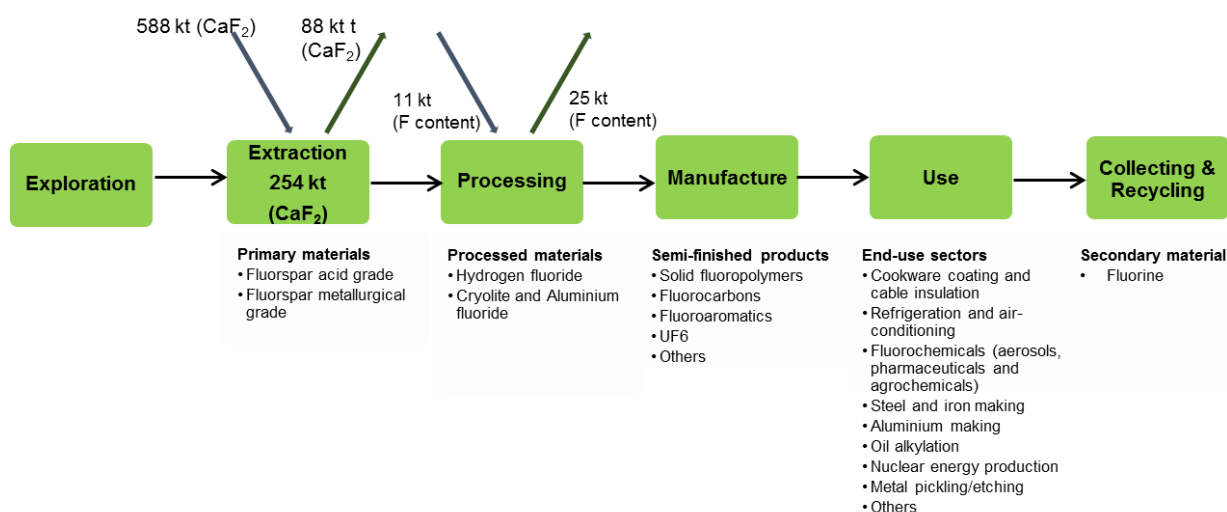 588 kt (CaF₂)
88 kt t
(CaF₂)
11 kt
(F content)
25 kt
(F content)
Exploration
Extraction
254 kt
(CaF₂)
Processing
Manufacture
Use
Collecting &
Recycling
Primary materials
• Fluorspar acid grade
• Fluorspar metallurgical
grade
Processed materials
• Hydrogen fluoride
• Cryolite and Aluminium
fluoride
Semi-finished products
• Solid fluoropolymers
• Fluorocarbons
• Fluoroaromatics
• UF6
• Others
End-use sectors
• Cookware coating and
cable insulation
• Refrigeration and air-
conditioning
• Fluorochemicals (aerosols,
pharmaceuticals and
agrochemicals)
• Steel and iron making
• Aluminium making
• Oil alkylation
• Nuclear energy production
• Metal pickling/etching
• Others
Secondary material
• Fluorine